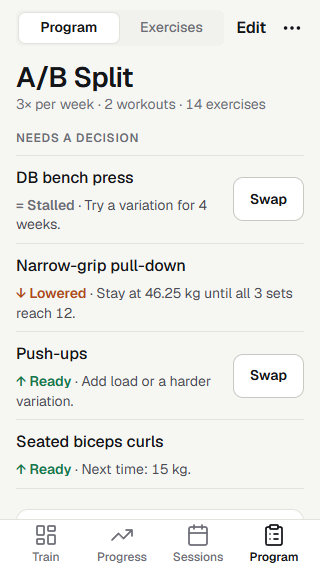 Program
Exercises
Edit
A/B Split
3× per week · 2 workouts · 14 exercises
NEEDS A DECISION
DB bench press
= Stalled · Try a variation for 4
weeks.
Swap
Narrow-grip pull-down
↓ Lowered · Stay at 46.25 kg until all 3 sets
reach 12.
Push-ups
↑ Ready · Add load or a harder
variation.
Swap
Seated biceps curls
↑ Ready · Next time: 15 kg.
Train
Progress
Sessions
Program